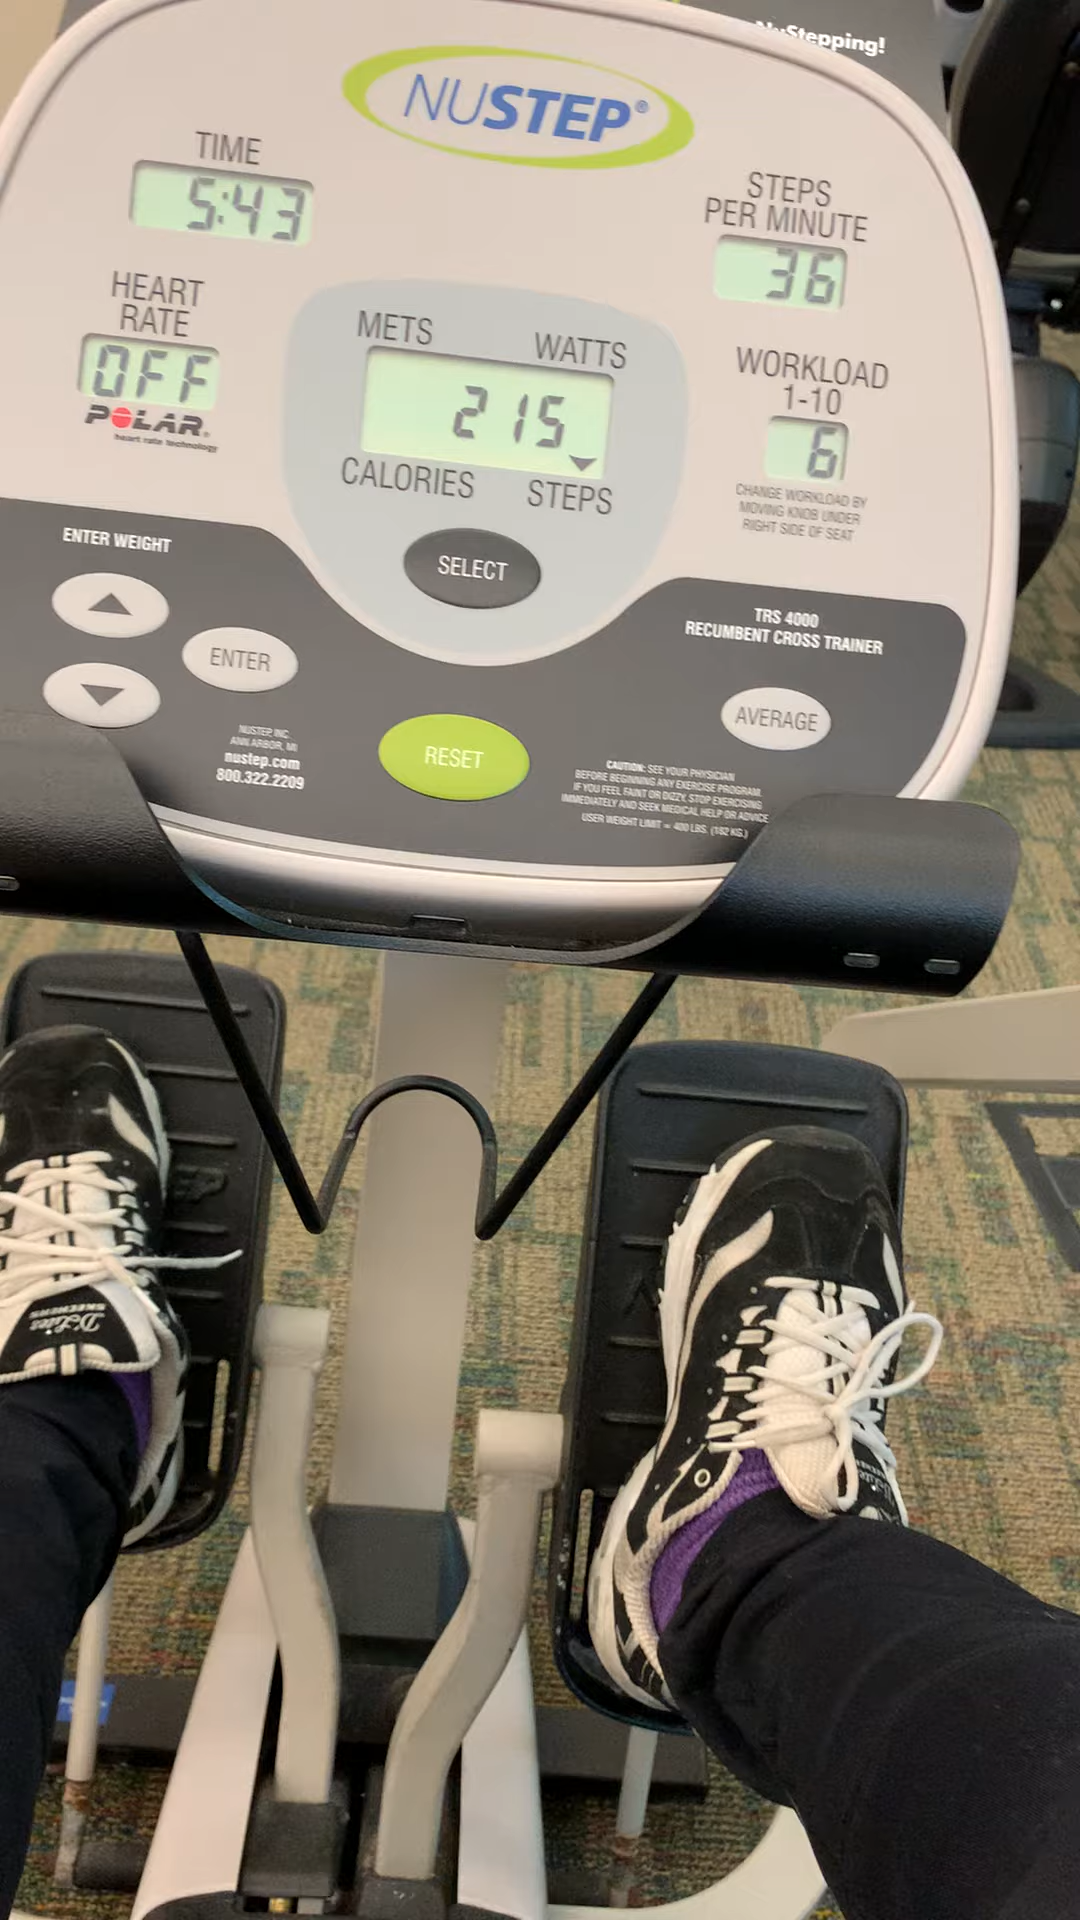 NuStepping!
NUSTEP®
TIME
5:43
STEPS
PER MINUTE
36
HEART
RATE
OFF
POLAR®
heart rate technology
METS
WATTS
215
CALORIES
STEPS
WORKLOAD
1-10
6
CHANGE WORKLOAD BY
MOVING KNOB UNDER
RIGHT SIDE OF SEAT
SELECT
ENTER WEIGHT
ENTER
TRS 4000
RECUMBENT CROSS TRAINER
AVERAGE
RESET
NUSTEP, INC.
ANN ARBOR, MI
nustep.com
800.322.2209
CAUTION: SEE YOUR PHYSICIAN
BEFORE BEGINNING ANY EXERCISE PROGRAM.
IF YOU FEEL FAINT OR DIZZY, STOP EXERCISING
IMMEDIATELY AND SEEK MEDICAL HELP OR ADVICE
USER WEIGHT LIMIT = 400 LBS. (182 KG.)
D'Lites
SKECHERS